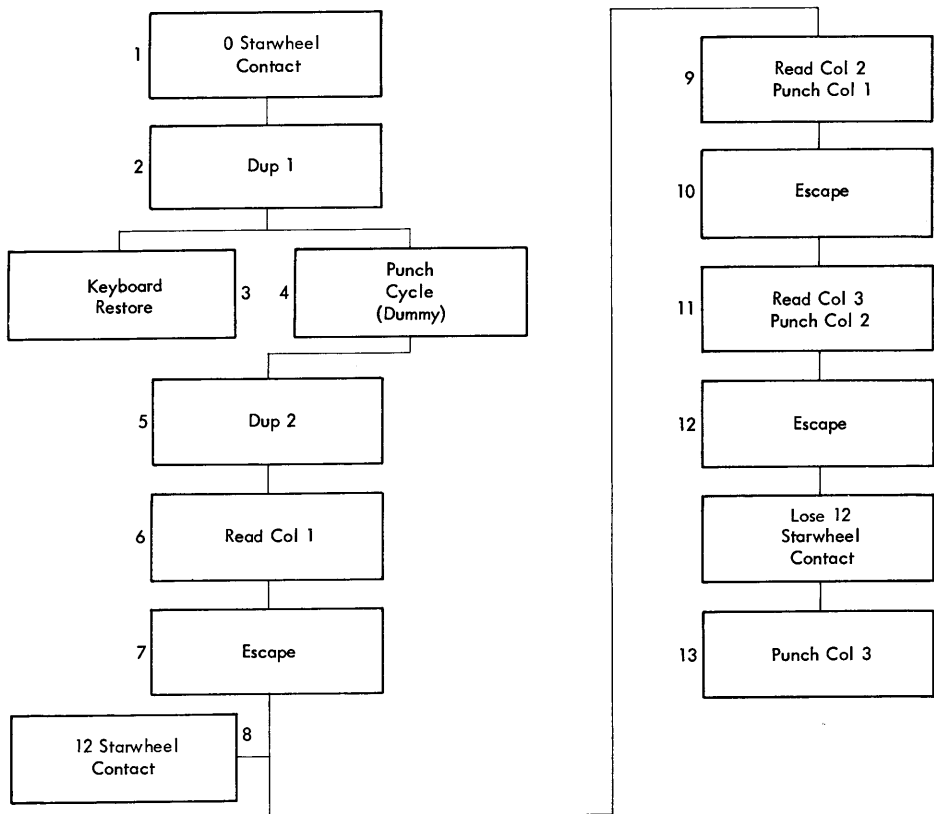 1
0 Starwheel
Contact
2
Dup 1
Keyboard
Restore
3
4
Punch
Cycle
(Dummy)
5
Dup 2
6
Read Col 1
7
Escape
8
12 Starwheel
Contact
9
Read Col 2
Punch Col 1
10
Escape
11
Read Col 3
Punch Col 2
12
Escape
Lose 12
Starwheel
Contact
13
Punch Col 3